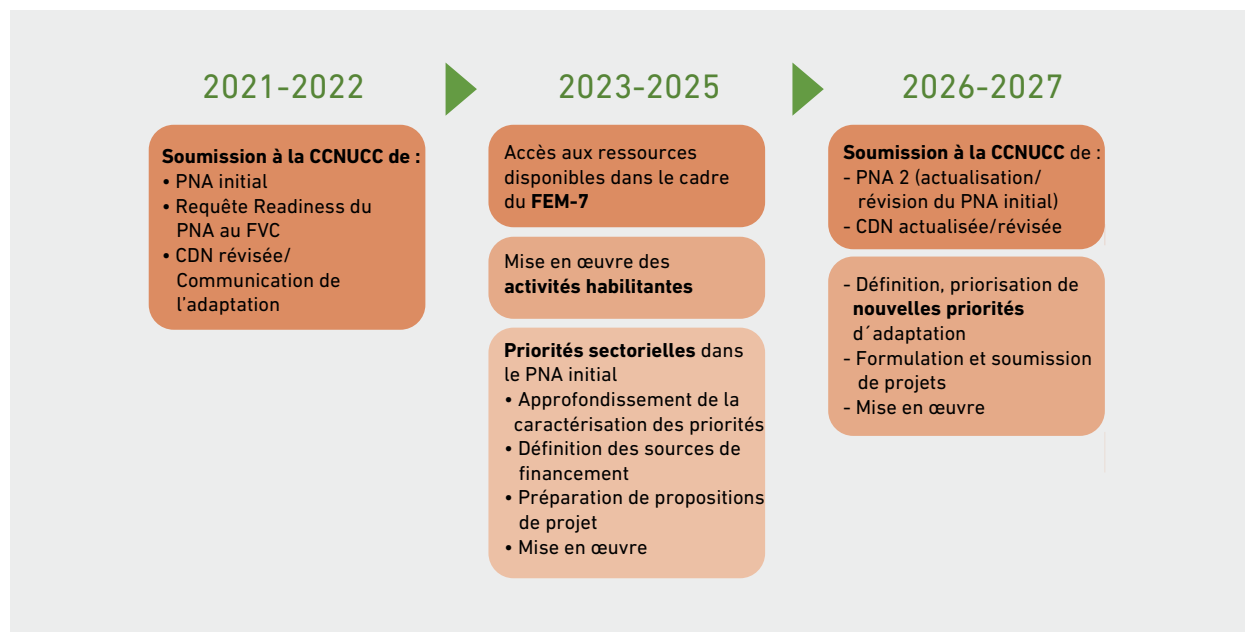 2021-2022
2023-2025
2026-2027
Soumission à la CCNUCC de :
• PNA initial
• Requête Readiness du
PNA au FVC
• CDN révisée/
Communication de
l'adaptation
Accès aux ressources
disponibles dans le cadre
du FEM-7
Mise en œuvre des
activités habilitantes
Priorités sectorielles dans
le PNA initial
• Approfondissement de la
caractérisation des priorités
• Définition des sources de
financement
• Préparation de propositions
de projet
• Mise en œuvre
Soumission à la CCNUCC de :
- PNA 2 (actualisation/
révision du PNA initial)
- CDN actualisée/révisée
- Définition, priorisation de
nouvelles priorités
d´adaptation
- Formulation et soumission
de projets
- Mise en œuvre